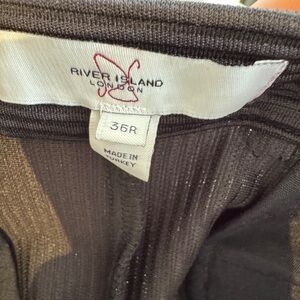 RIVER ISLAND
LONDON
36R
MADE IN
TURKEY